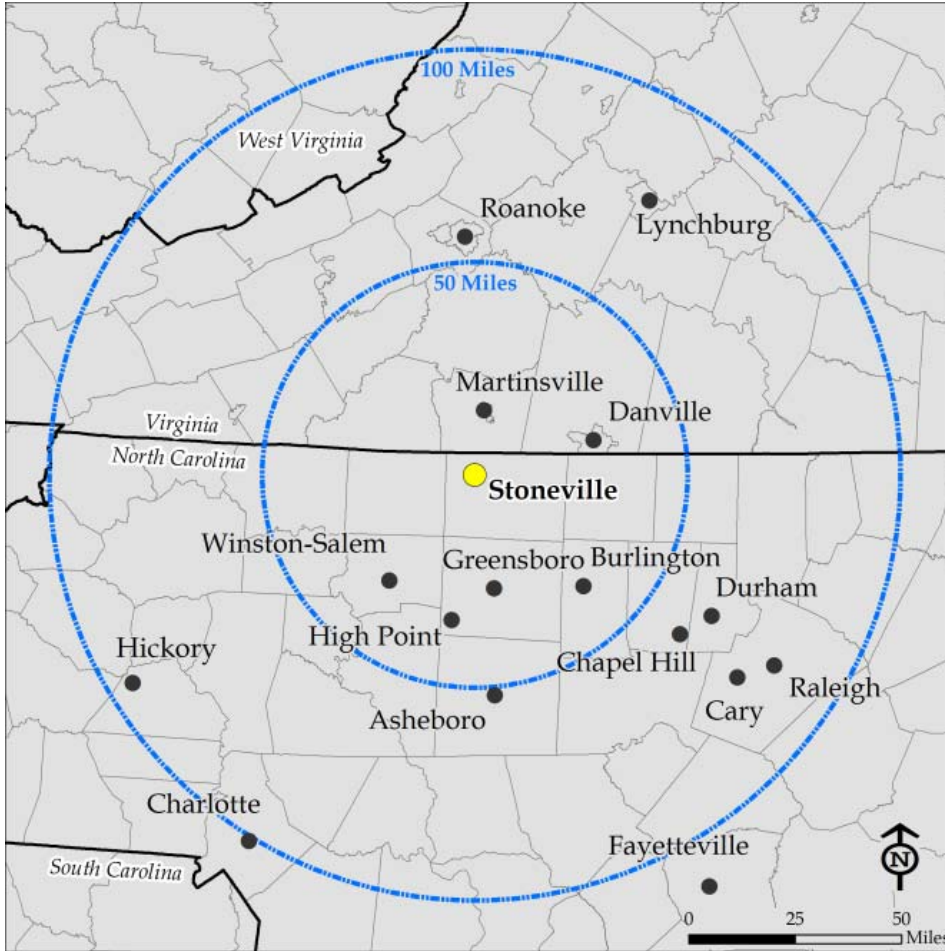 100 Miles
West Virginia
Roanoke
Lynchburg
50 Miles
Martinsville
Danville
Virginia
North Carolina
Stoneville
Winston-Salem
Greensboro
Burlington
Durham
High Point
Hickory
Chapel Hill
Raleigh
Cary
Asheboro
Charlotte
Fayetteville
South Carolina
N
0 25 50
Miles